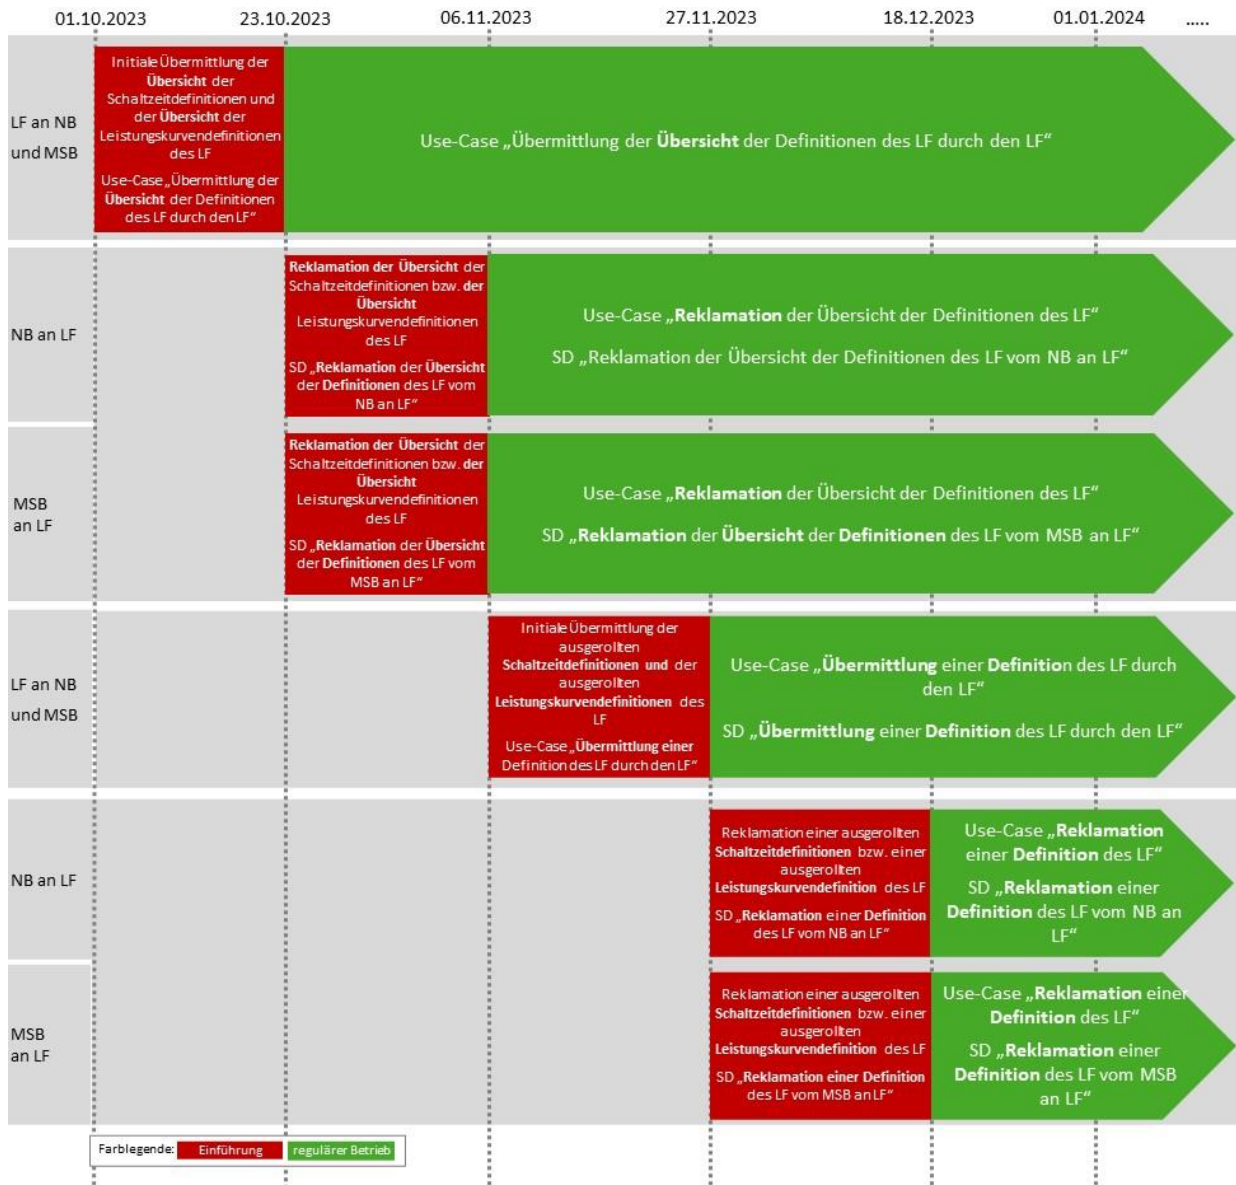 01.10.2023 23.10.2023 06.11.2023 27.11.2023 18.12.2023 01.01.2024 .....
LF an NB
und MSB
Initiale Übermittlung der
Übersicht der
Schaltzeitdefinitionen und
der Übersicht der
Leistungskurvendefinitionen
des LF
Use-Case „Übermittlung der
Übersicht der Definitionen
des LF durch den LF“
Use-Case „Übermittlung der Übersicht der Definitionen des LF durch den LF“
NB an LF
Reklamation der Übersicht der
Schaltzeitdefinitionen bzw. der
Übersicht
Leistungskurvendefinitionen
des LF
SD „Reklamation der Übersicht
der Definitionen des LF vom
NB an LF“
Use-Case „Reklamation der Übersicht der Definitionen des LF“
SD „Reklamation der Übersicht der Definitionen des LF vom NB an LF“
MSB
an LF
Reklamation der Übersicht der
Schaltzeitdefinitionen bzw. der
Übersicht
Leistungskurvendefinitionen
des LF
SD „Reklamation der Übersicht
der Definitionen des LF vom
MSB an LF“
Use-Case „Reklamation der Übersicht der Definitionen des LF“
SD „Reklamation der Übersicht der Definitionen des LF vom MSB an LF“
LF an NB
und MSB
Initiale Übermittlung der
ausgerollten
Schaltzeitdefinitionen und der
ausgerollten
Leistungskurvendefinitionen des
LF
Use-Case „Übermittlung einer
Definition des LF durch den LF“
Use-Case „Übermittlung einer Definition des LF durch
den LF“
SD „Übermittlung einer Definition des LF durch den LF“
NB an LF
Reklamation einer ausgerollten
Schaltzeitdefinitionen bzw. einer
ausgerollten
Leistungskurvendefinition des LF
SD „Reklamation einer Definition
des LF vom NB an LF“
Use-Case „Reklamation
einer Definition des LF“
SD „Reklamation einer
Definition des LF vom NB an
LF“
MSB
an LF
Reklamation einer ausgerollten
Schaltzeitdefinitionen bzw. einer
ausgerollten
Leistungskurvendefinition des LF
SD „Reklamation einer Definition
des LF vom MSB an LF“
Use-Case „Reklamation einer
Definition des LF“
SD „Reklamation einer
Definition des LF vom MSB
an LF“
Farblegende: Einführung regulärer Betrieb